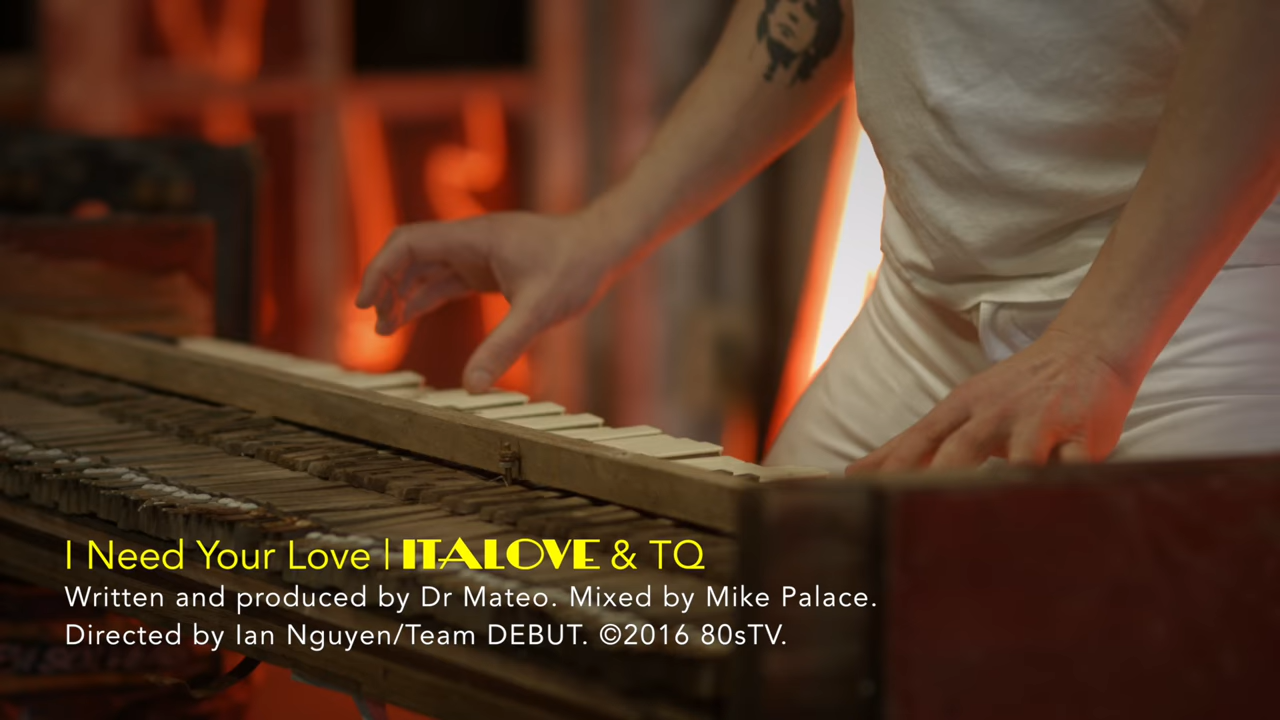 I Need Your Love | ITALOVE & TQ
Written and produced by Dr Mateo. Mixed by Mike Palace.
Directed by Ian Nguyen/Team DEBUT. ©2016 80sTV.